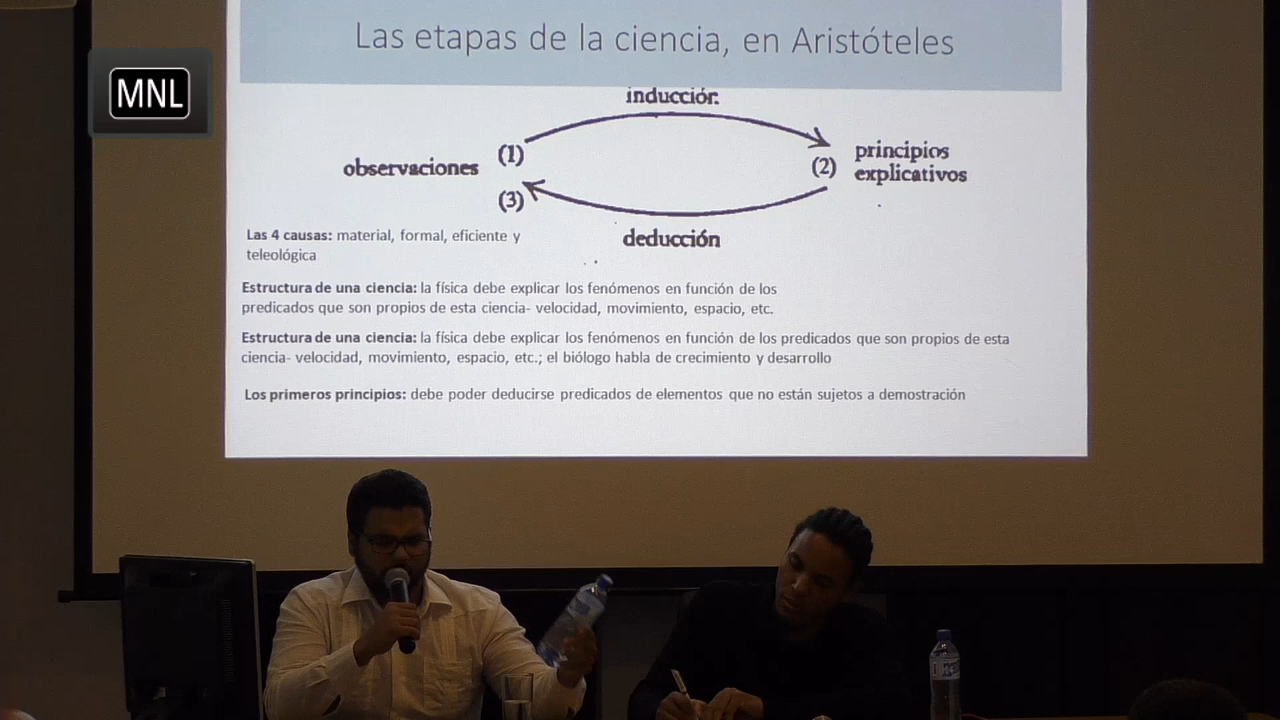 Las etapas de la ciencia, en Aristóteles
MNL
inducción.
observaciones (1)
(2) principios
explicativos
(3)
deducción
Las 4 causas: material, formal, eficiente y
teleológica
Estructura de una ciencia: la física debe explicar los fenómenos en función de los
predicados que son propios de esta ciencia- velocidad, movimiento, espacio, etc.
Estructura de una ciencia: la física debe explicar los fenómenos en función de los predicados que son propios de esta
ciencia- velocidad, movimiento, espacio, etc.; el biólogo habla de crecimiento y desarrollo
Los primeros principios: debe poder deducirse predicados de elementos que no están sujetos a demostración